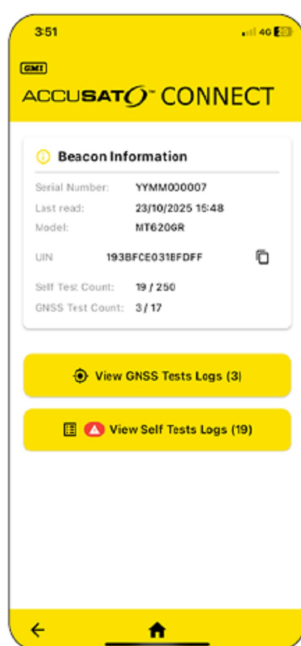 3:51
4G
GME
ACCUSATO™ CONNECT
Beacon Information
Serial Number: YYMM000007
Last read: 23/10/2025 15:48
Model: MT620GR
UIN 193BFCE031BFDFF
Self Test Count: 19 / 250
GNSS Test Count: 3 / 17
View GNSS Tests Logs (3)
View Self Tests Logs (19)